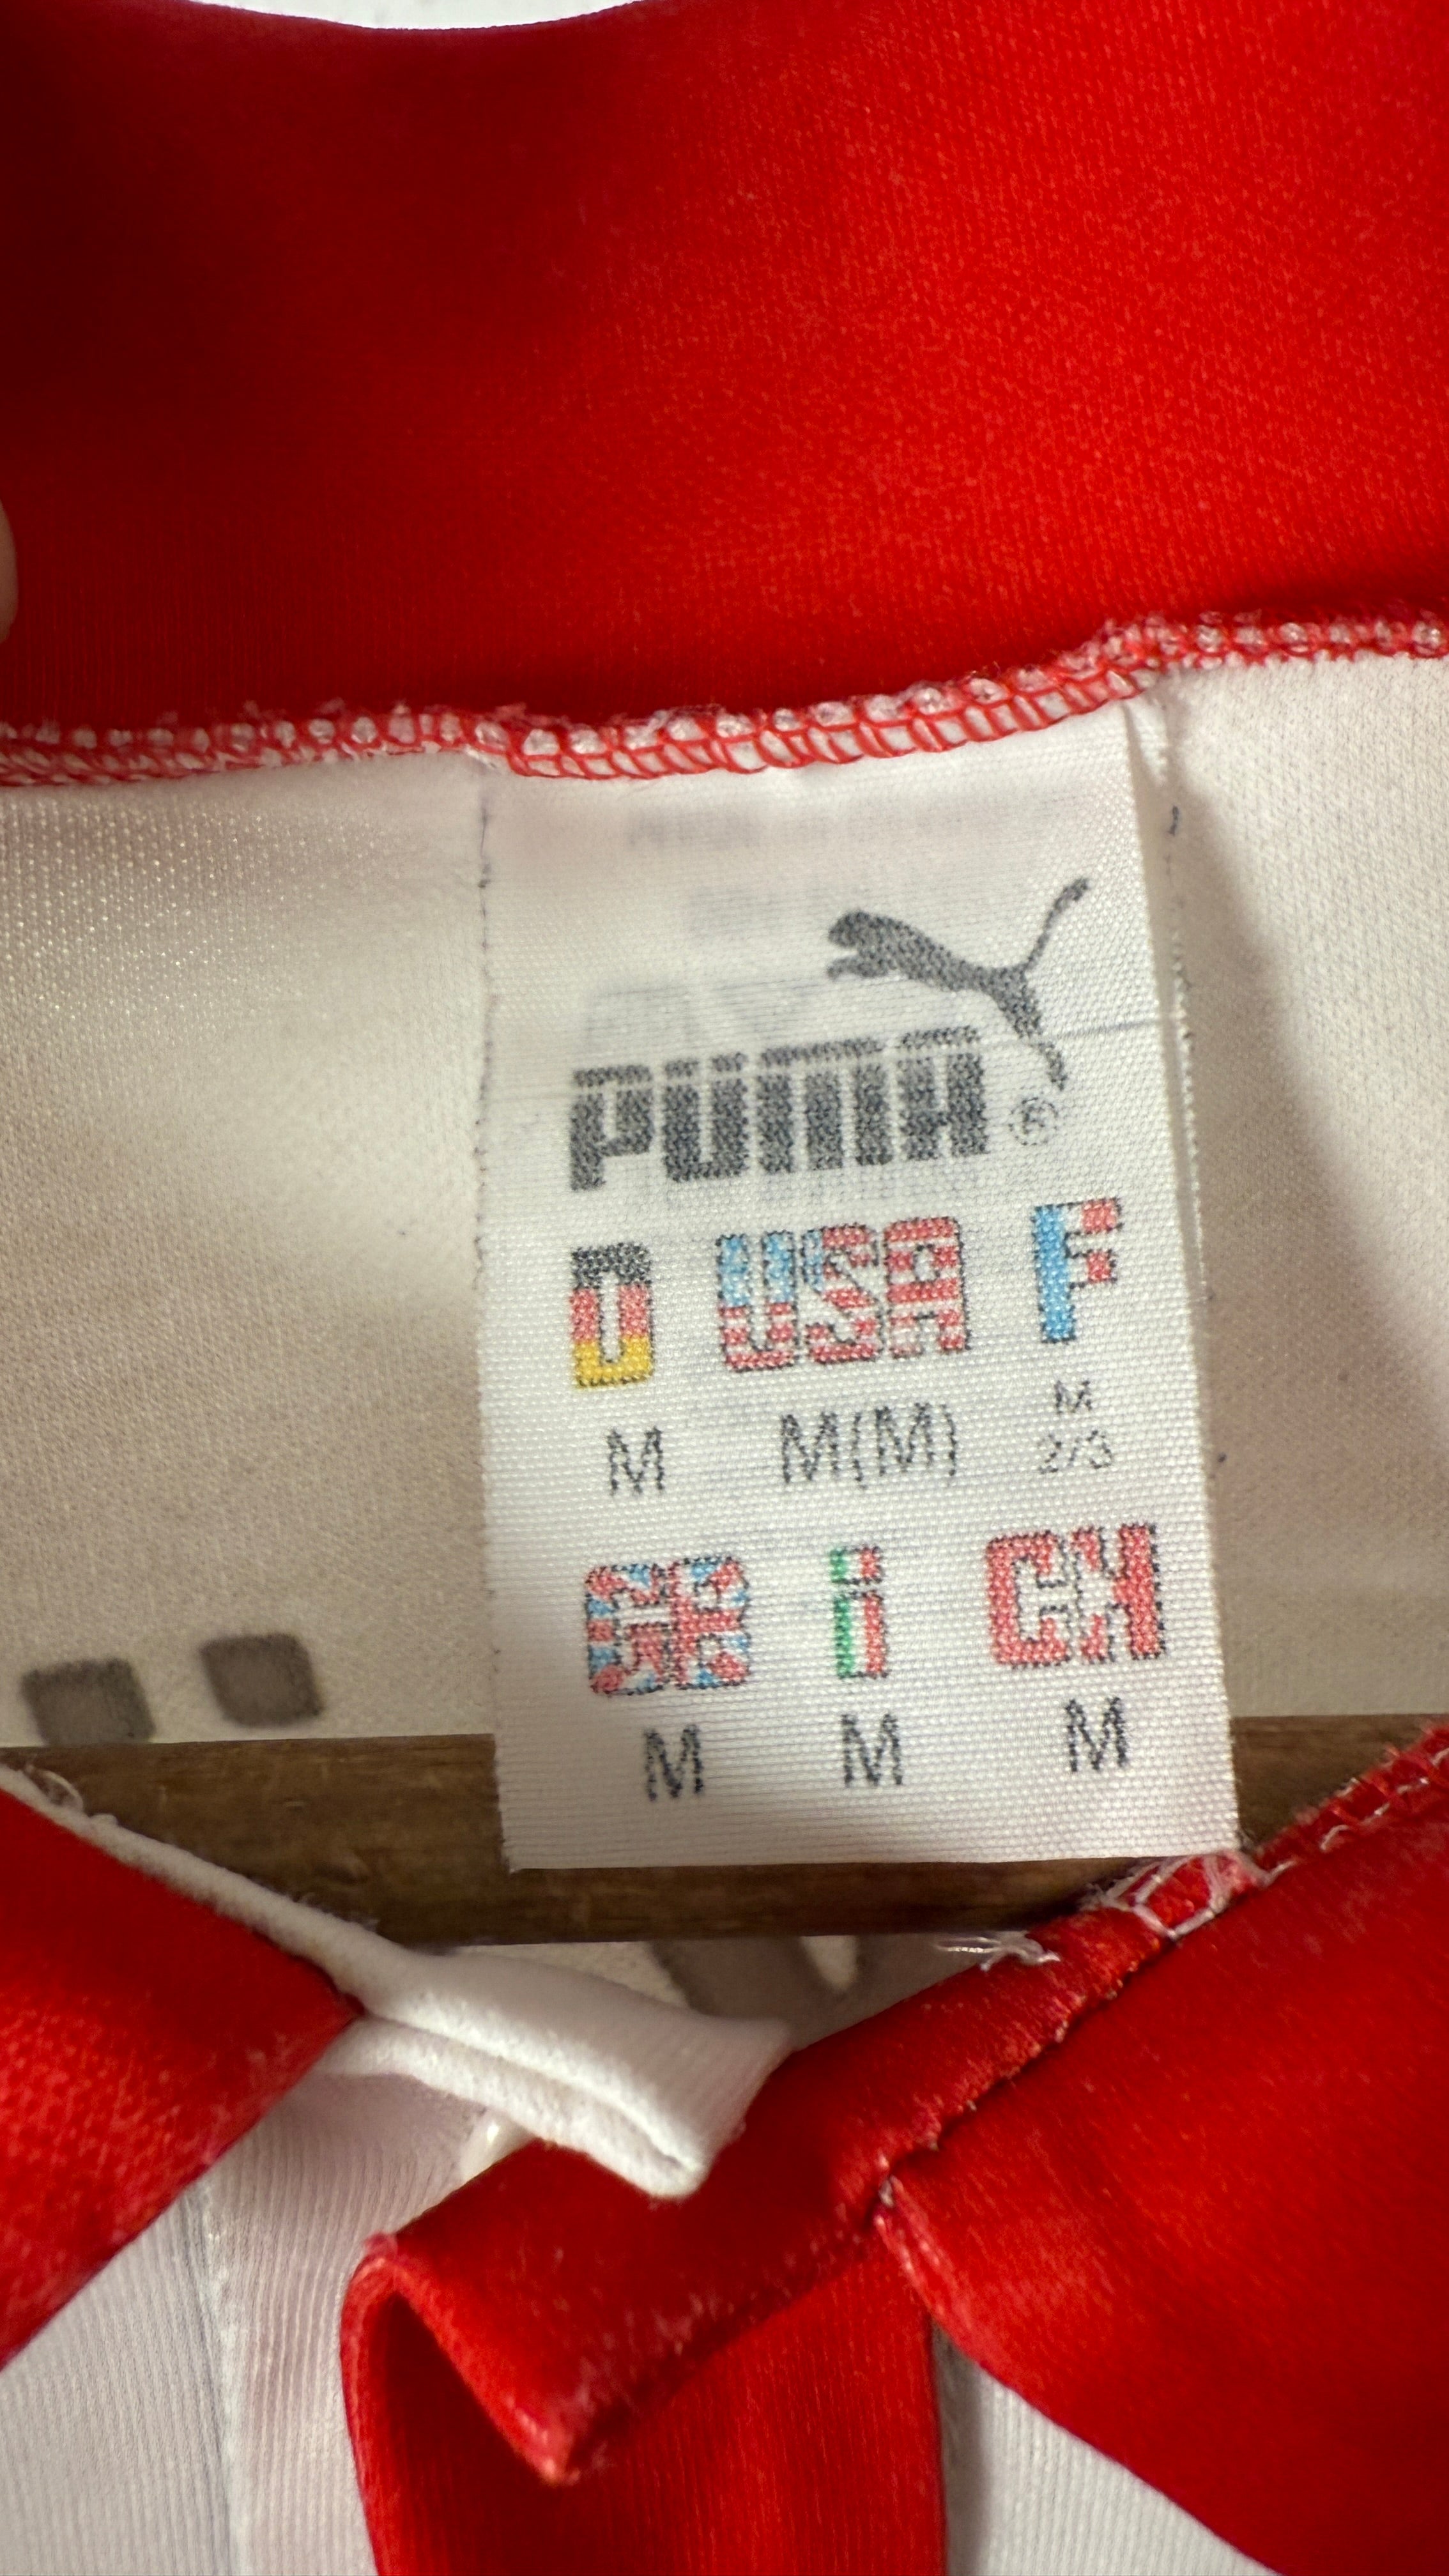 PUMA®
D USA F
M M(M) M
2/3
GB I CH
M M M